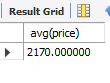 Result Grid
avg(price)
2170.000000